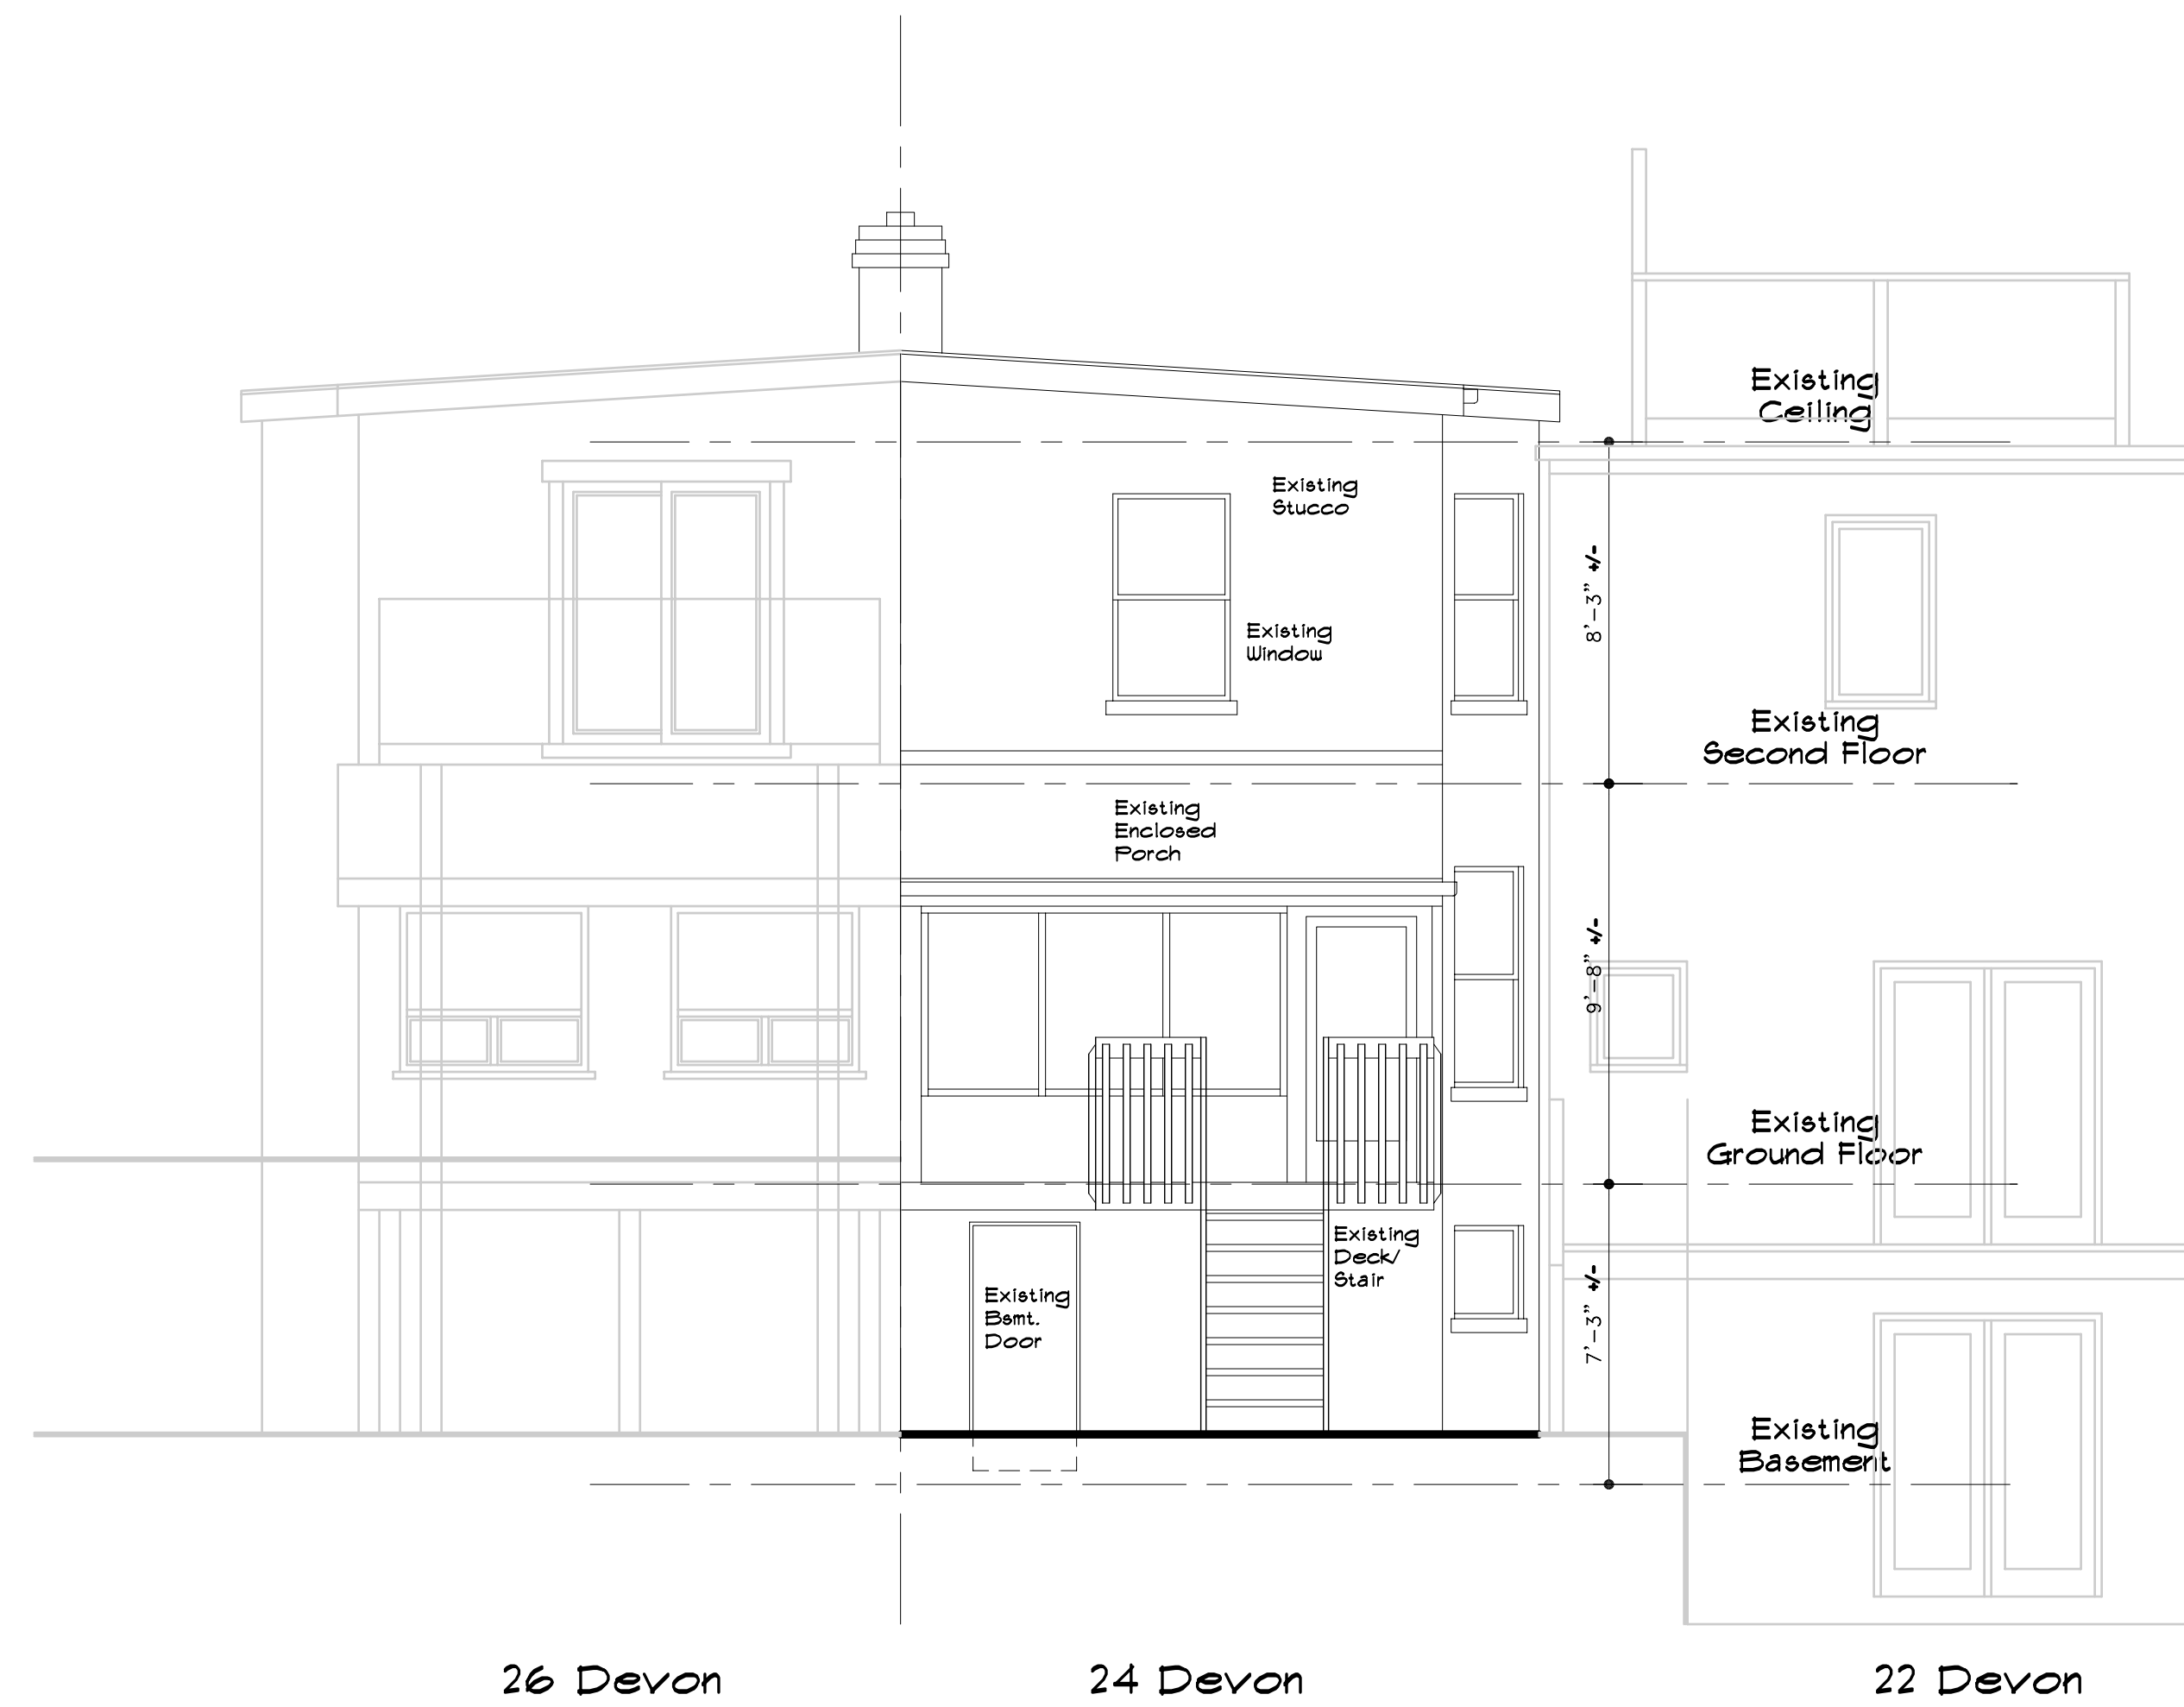 Existing
Ceiling
Existing
Stucco
8'-3" +/-
Existing
Window
Existing
Second Floor
Existing
Enclosed
Porch
9'-8" +/-
Existing
Ground Floor
Existing
Deck/
Stair
7'-3" +/-
Existing
Bsmt.
Door
Existing
Basement
26 Devon
24 Devon
22 Devon